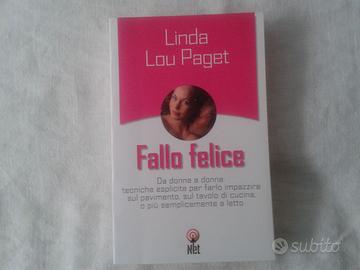 Linda
Lou Paget
Fallo felice
Da donna a donna
tecniche esplicite per farlo impazzire
sul pavimento, sul tavolo di cucina,
o più semplicemente a letto
Net
subito